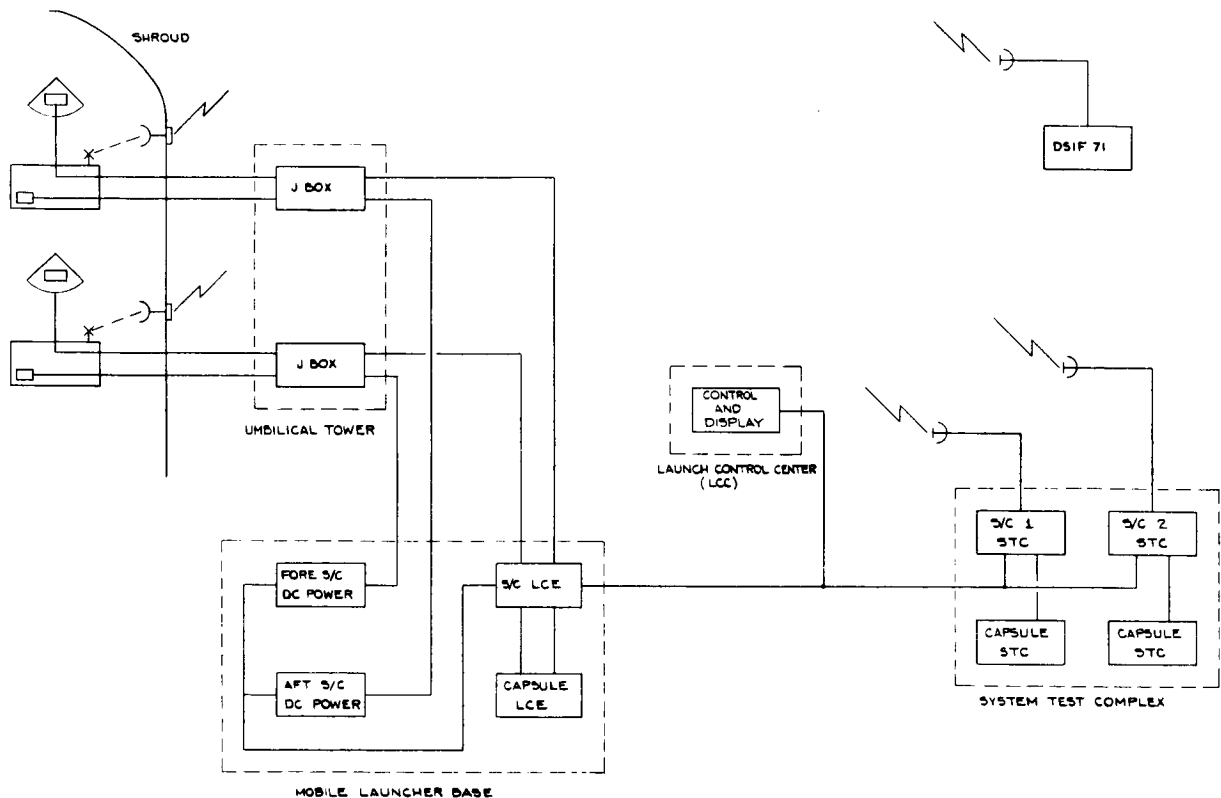 SHROUD
DSIF 71
J BOX
J BOX
UMBILICAL TOWER
CONTROL
AND
DISPLAY
LAUNCH CONTROL CENTER
(LCC)
S/C 1
STC
S/C 2
STC
FORE S/C
DC POWER
S/C LCE
CAPSULE
STC
CAPSULE
STC
AFT S/C
DC POWER
CAPSULE
LCE
SYSTEM TEST COMPLEX
MOBILE LAUNCHER BASE